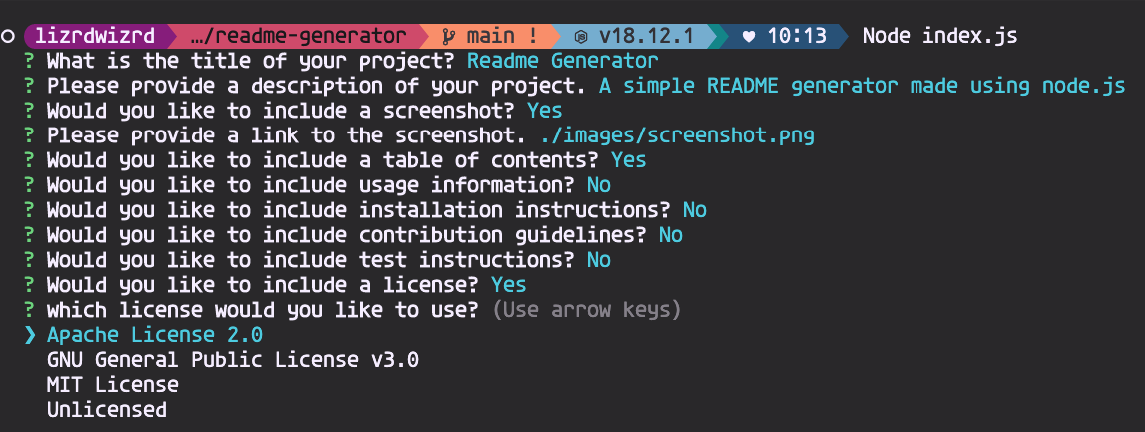 lizrdwizrd …/readme-generator main ! v18.12.1 ♥ 10:13 Node index.js
? What is the title of your project? Readme Generator
? Please provide a description of your project. A simple README generator made using node.js
? Would you like to include a screenshot? Yes
? Please provide a link to the screenshot. ./images/screenshot.png
? Would you like to include a table of contents? Yes
? Would you like to include usage information? No
? Would you like to include installation instructions? No
? Would you like to include contribution guidelines? No
? Would you like to include test instructions? No
? Would you like to include a license? Yes
? which license would you like to use? (Use arrow keys)
❯ Apache License 2.0
GNU General Public License v3.0
MIT License
Unlicensed